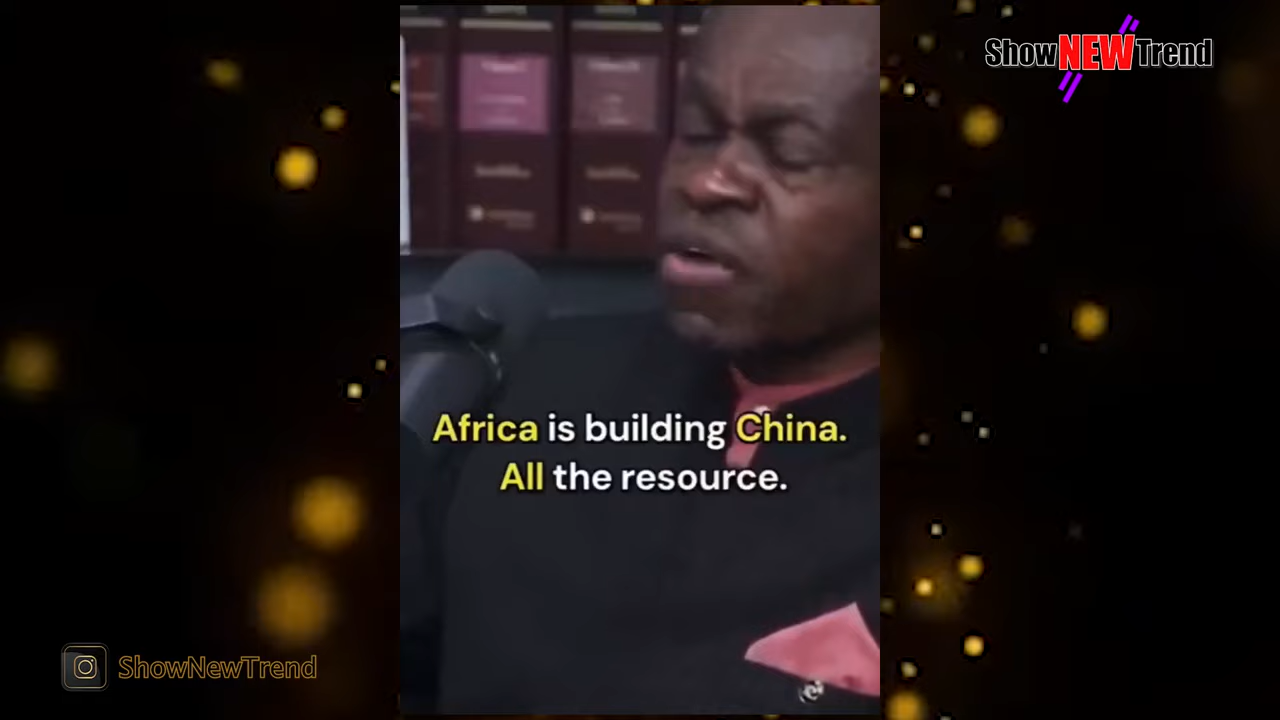 ShowNEWTrend
Africa is building China.
All the resource.
ShowNewTrend